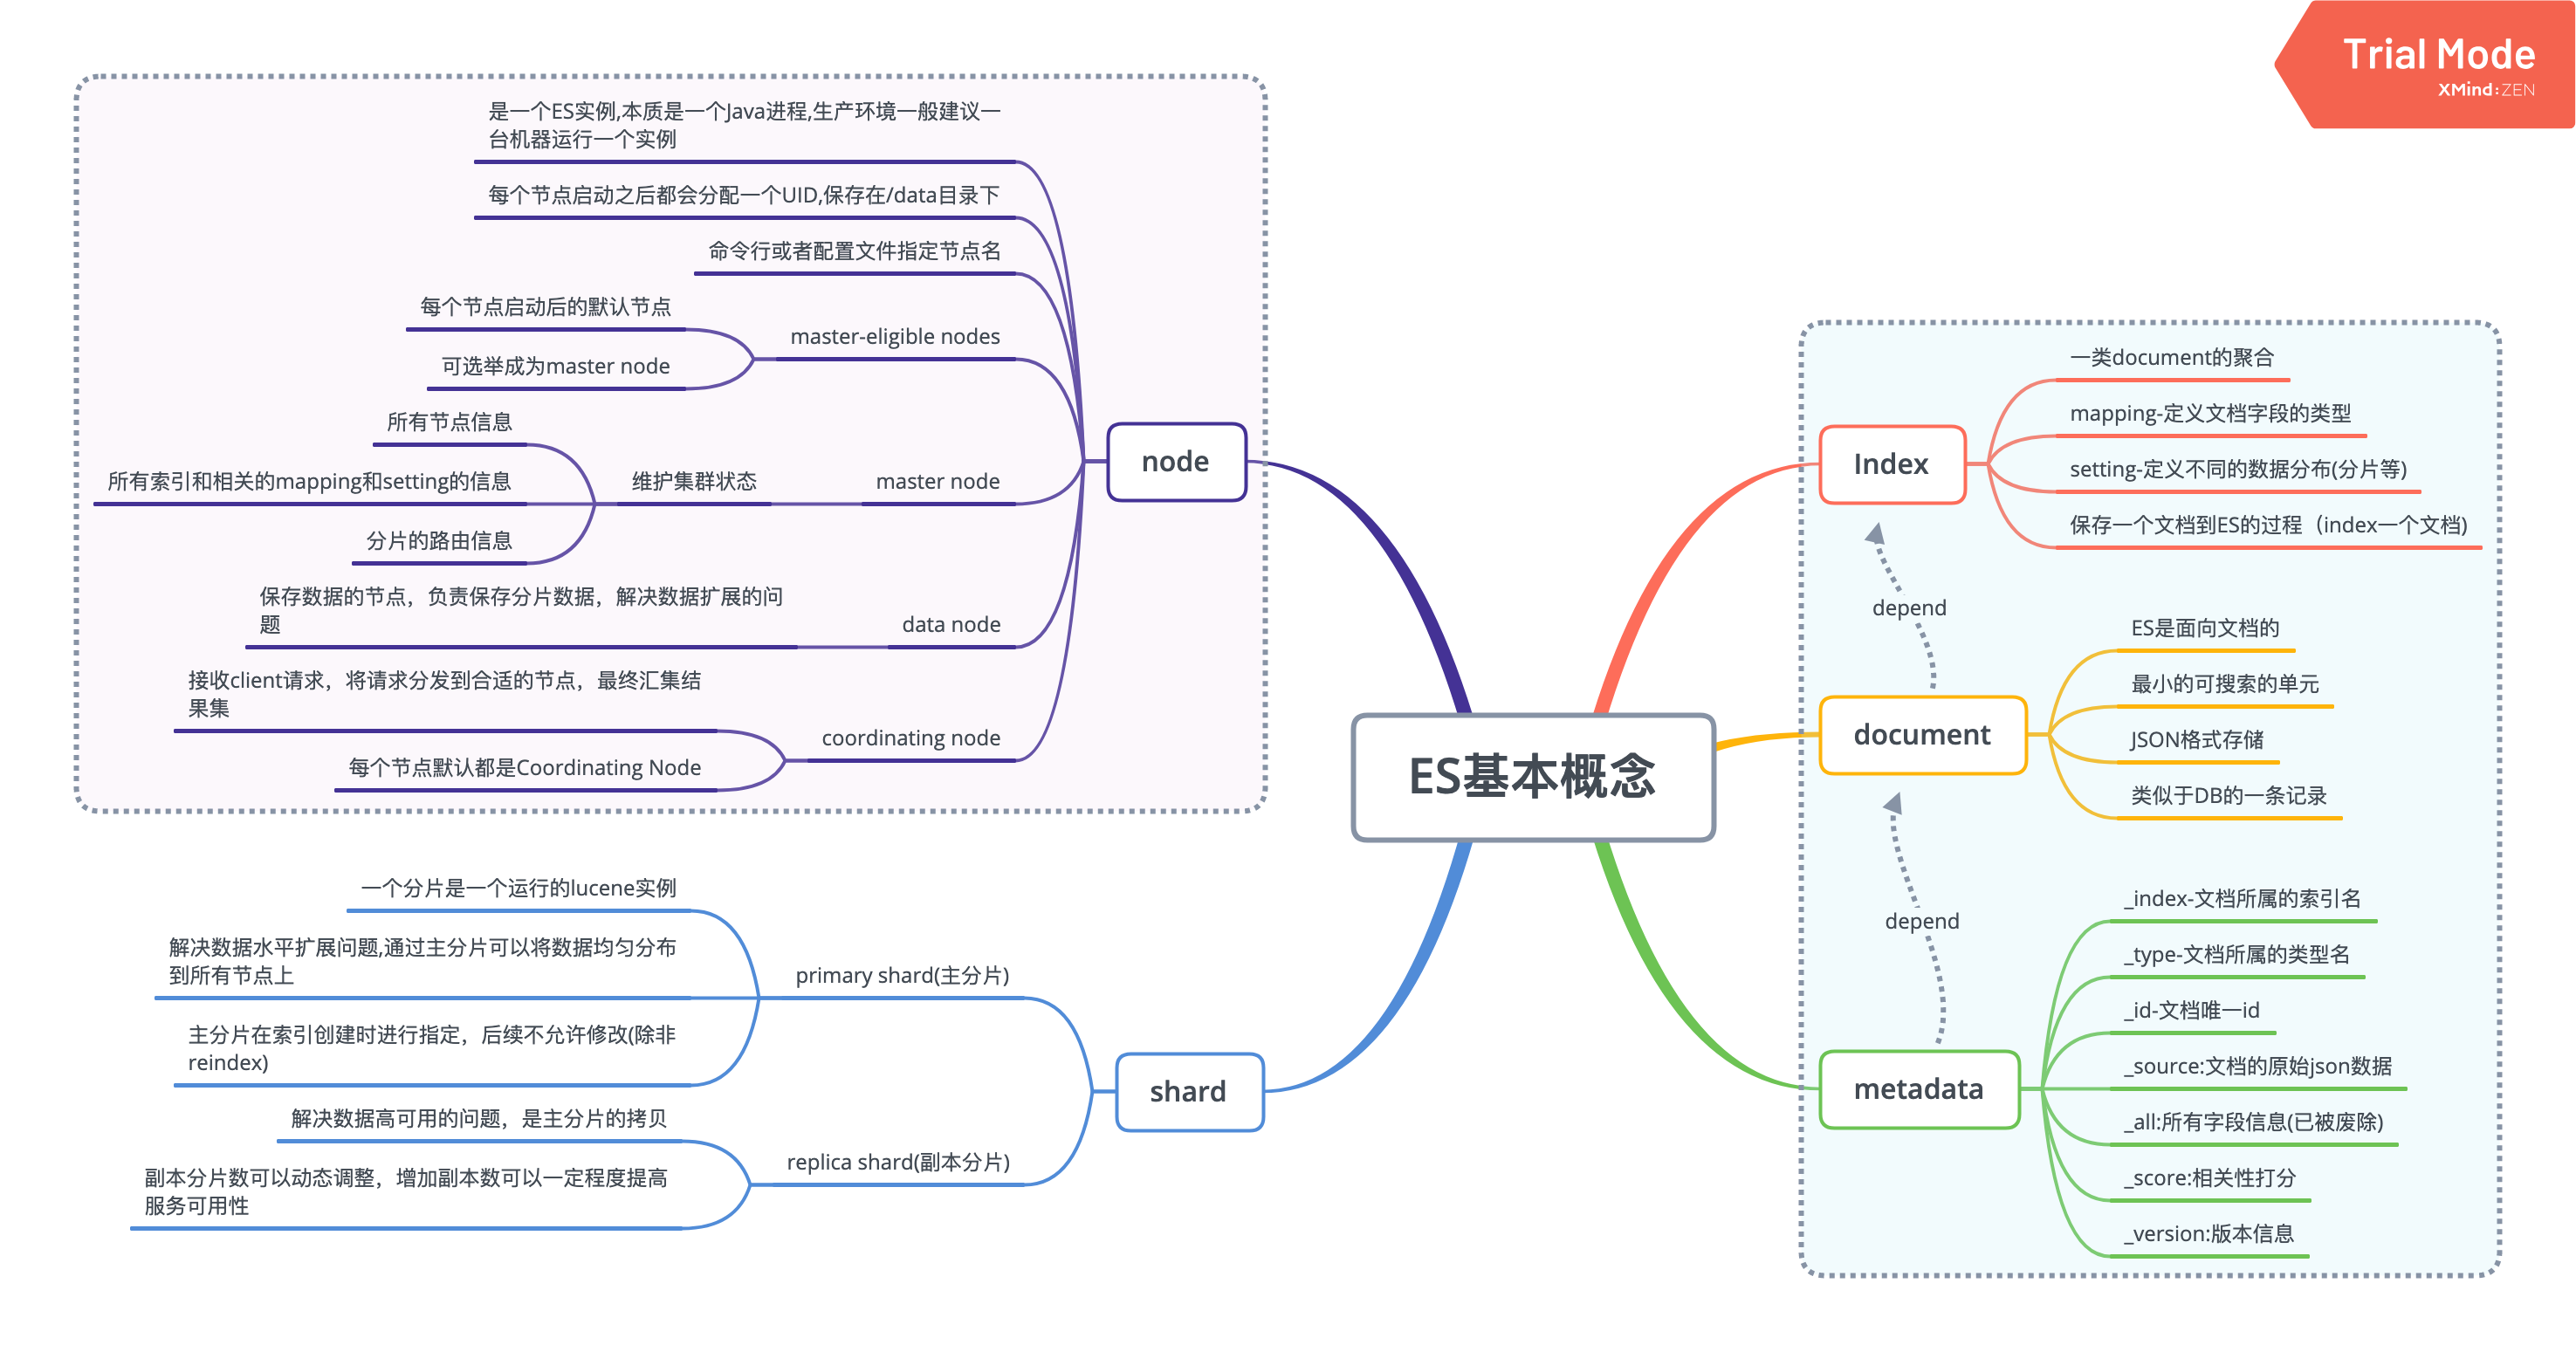 Trial Mode
XMind:ZEN
ES基本概念
node
是一个ES实例,本质是一个Java进程,生产环境一般建议一
台机器运行一个实例
每个节点启动之后都会分配一个UID,保存在/data目录下
命令行或者配置文件指定节点名
master-eligible nodes
每个节点启动后的默认节点
可选举成为master node
master node
维护集群状态
所有节点信息
所有索引和相关的mapping和setting的信息
分片的路由信息
data node
保存数据的节点，负责保存分片数据，解决数据扩展的问
题
coordinating node
接收client请求，将请求分发到合适的节点，最终汇集结
果集
每个节点默认都是Coordinating Node
shard
primary shard(主分片)
一个分片是一个运行的lucene实例
解决数据水平扩展问题,通过主分片可以将数据均匀分布
到所有节点上
主分片在索引创建时进行指定，后续不允许修改(除非
reindex)
replica shard(副本分片)
解决数据高可用的问题，是主分片的拷贝
副本分片数可以动态调整，增加副本数可以一定程度提高
服务可用性
Index
一类document的聚合
mapping-定义文档字段的类型
setting-定义不同的数据分布(分片等)
保存一个文档到ES的过程（index一个文档)
depend
document
ES是面向文档的
最小的可搜索的单元
JSON格式存储
类似于DB的一条记录
depend
metadata
_index-文档所属的索引名
_type-文档所属的类型名
_id-文档唯一id
_source:文档的原始json数据
_all:所有字段信息(已被废除)
_score:相关性打分
_version:版本信息